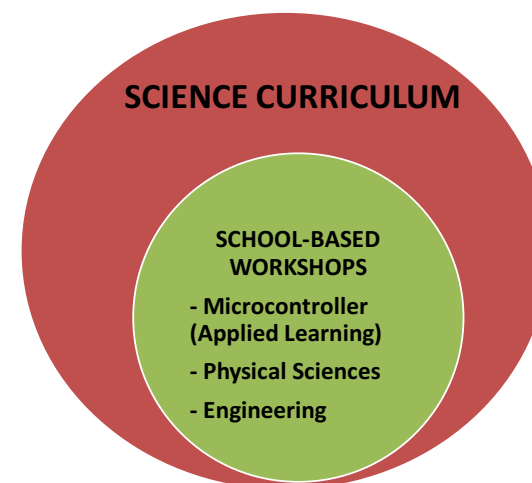 SCIENCE CURRICULUM
SCHOOL-BASED
WORKSHOPS
- Microcontroller
(Applied Learning)
- Physical Sciences
- Engineering